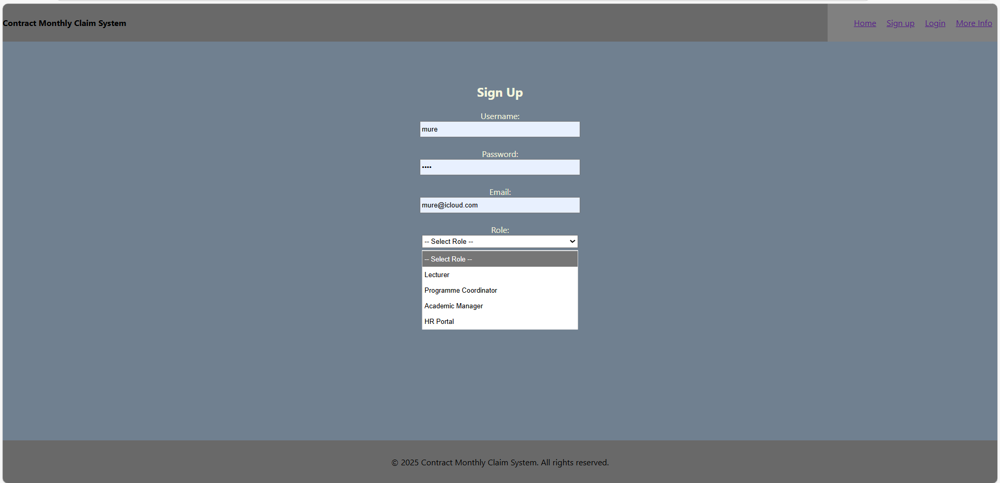 Contract Monthly Claim System
Home Sign up Login More Info
Sign Up
Username:
mure
Password:
••••
Email:
mure@icloud.com
Role:
-- Select Role --
-- Select Role --
Lecturer
Programme Coordinator
Academic Manager
HR Portal
© 2025 Contract Monthly Claim System. All rights reserved.